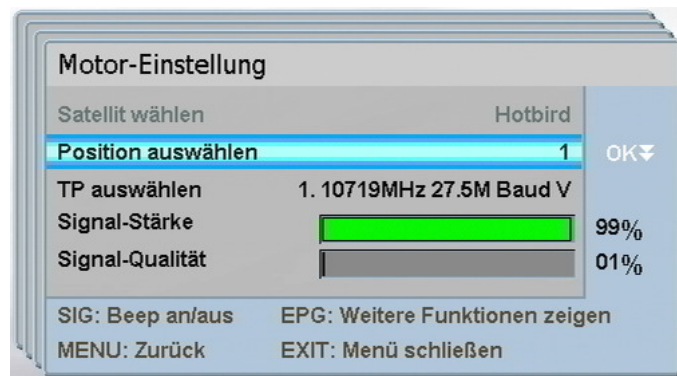 Motor-Einstellung
Satellit wählen Hotbird
Position auswählen 1 OK
TP auswählen 1. 10719MHz 27.5M Baud V
Signal-Stärke 99%
Signal-Qualität 01%
SIG: Beep an/aus EPG: Weitere Funktionen zeigen
MENU: Zurück EXIT: Menü schließen